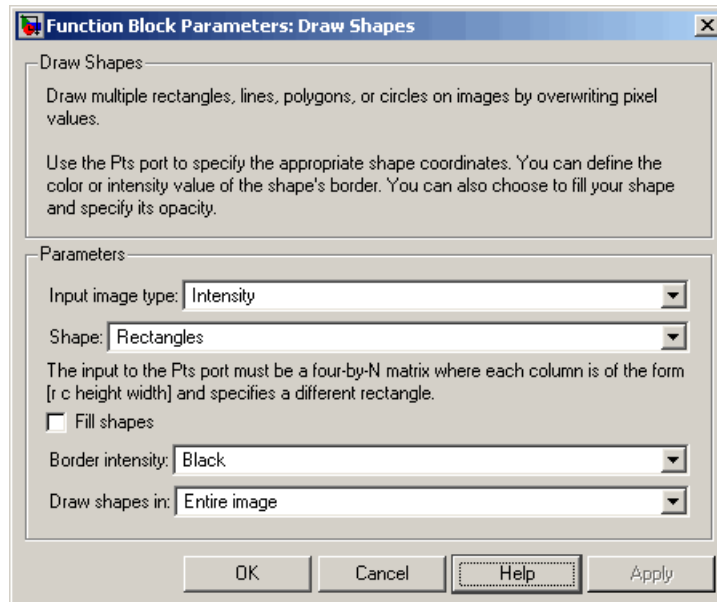 Function Block Parameters: Draw Shapes
Draw Shapes
Draw multiple rectangles, lines, polygons, or circles on images by overwriting pixel
values.
Use the Pts port to specify the appropriate shape coordinates. You can define the
color or intensity value of the shape's border. You can also choose to fill your shape
and specify its opacity.
Parameters
Input image type: Intensity
Shape: Rectangles
The input to the Pts port must be a four-by-N matrix where each column is of the form
[r c height width] and specifies a different rectangle.
Fill shapes
Border intensity: Black
Draw shapes in: Entire image
OK Cancel Help Apply